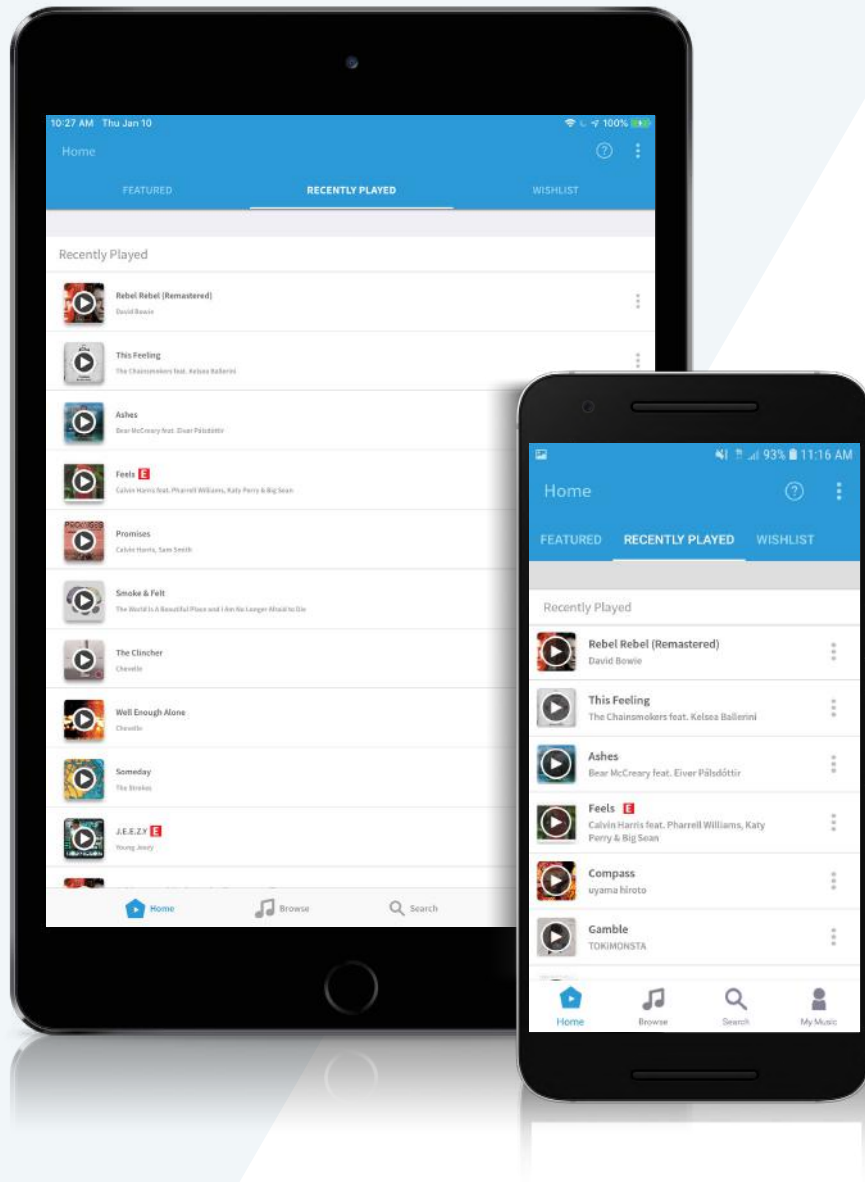 10:27 AM Thu Jan 10
100%
Home
FEATURED RECENTLY PLAYED WISHLIST
Recently Played
Rebel Rebel (Remastered)
David Bowie
This Feeling
The Chainsmokers feat. Kelsea Ballerini
Ashes
Bear McCreary feat. Eivør Pálsdóttir
Feels E
Calvin Harris feat. Pharrell Williams, Katy Perry & Big Sean
Promises
Calvin Harris, Sam Smith
Smoke & Felt
The World Is A Beautiful Place and I Am No Longer Afraid to Die
The Clincher
Chevelle
Well Enough Alone
Chevelle
Someday
The Strokes
J.E.E.Z.Y E
Young Jeezy
Home Browse Search
93% 11:16 AM
Home
FEATURED RECENTLY PLAYED WISHLIST
Recently Played
Rebel Rebel (Remastered)
David Bowie
This Feeling
The Chainsmokers feat. Kelsea Ballerini
Ashes
Bear McCreary feat. Eivør Pálsdóttir
Feels E
Calvin Harris feat. Pharrell Williams, Katy
Perry & Big Sean
Compass
uyama hiroto
Gamble
TOKiMONSTA
Home Browse Search My Music